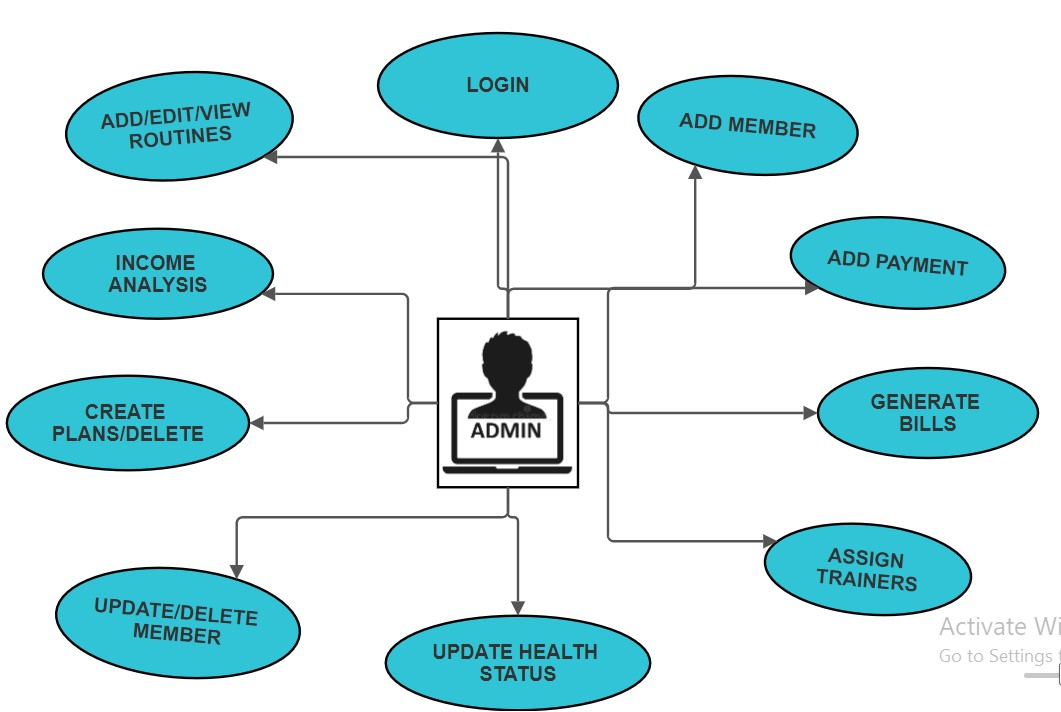 LOGIN
ADD/EDIT/VIEW
ROUTINES
ADD MEMBER
INCOME
ANALYSIS
ADD PAYMENT
CREATE
PLANS/DELETE
ADMIN
GENERATE
BILLS
ASSIGN
TRAINERS
UPDATE/DELETE
MEMBER
UPDATE HEALTH
STATUS
Activate Wi
Go to Settings